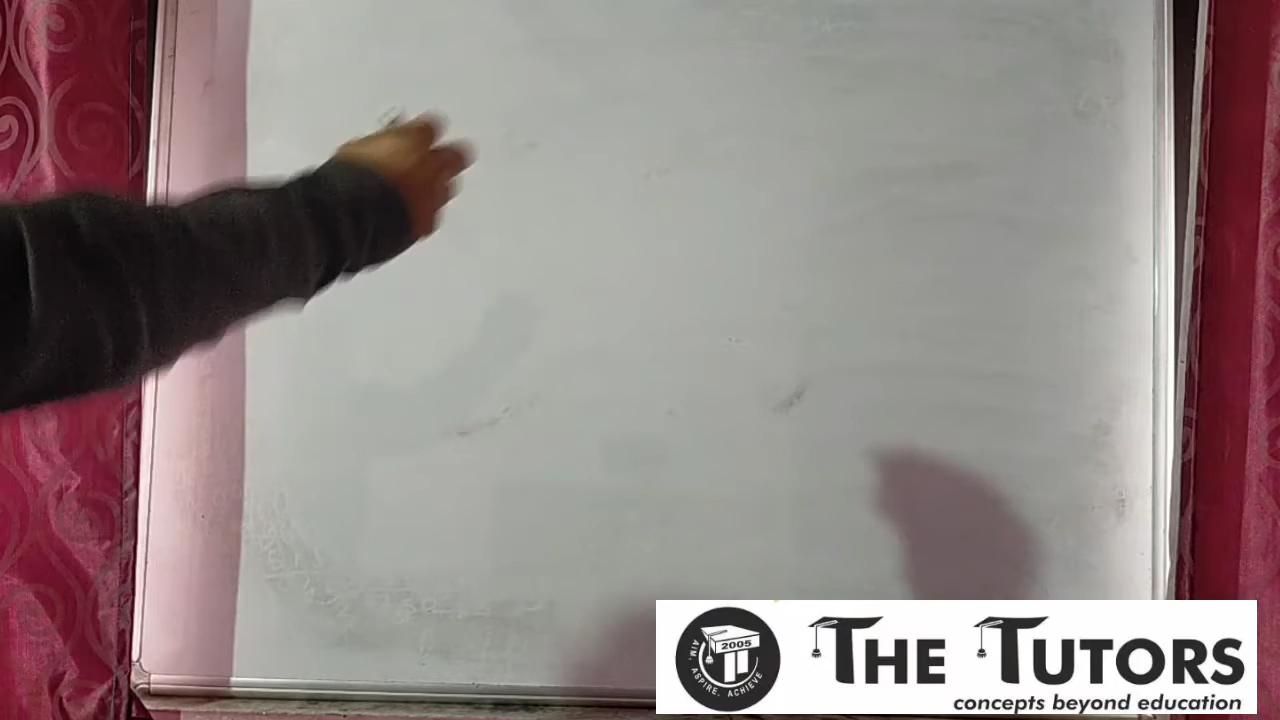 2005
AIM, ASPIRE, ACHIEVE
THE TUTORS
concepts beyond education